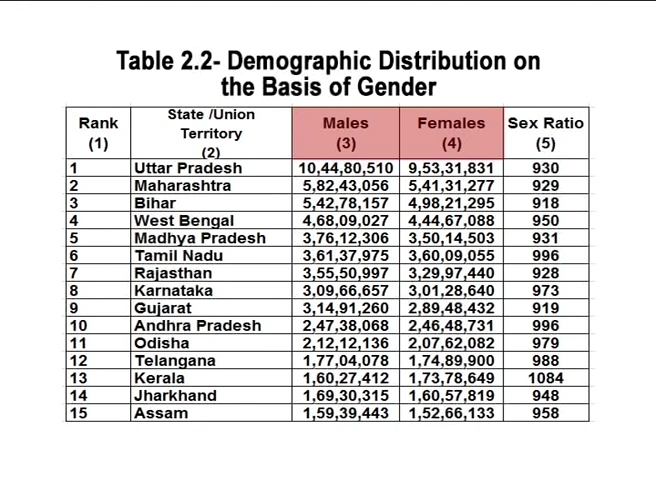 Table 2.2- Demographic Distribution on
the Basis of Gender
Rank (1) State /Union Territory (2) Males (3) Females (4) Sex Ratio (5)
1 Uttar Pradesh 10,44,80,510 9,53,31,831 930
2 Maharashtra 5,82,43,056 5,41,31,277 929
3 Bihar 5,42,78,157 4,98,21,295 918
4 West Bengal 4,68,09,027 4,44,67,088 950
5 Madhya Pradesh 3,76,12,306 3,50,14,503 931
6 Tamil Nadu 3,61,37,975 3,60,09,055 996
7 Rajasthan 3,55,50,997 3,29,97,440 928
8 Karnataka 3,09,66,657 3,01,28,640 973
9 Gujarat 3,14,91,260 2,89,48,432 919
10 Andhra Pradesh 2,47,38,068 2,46,48,731 996
11 Odisha 2,12,12,136 2,07,62,082 979
12 Telangana 1,77,04,078 1,74,89,900 988
13 Kerala 1,60,27,412 1,73,78,649 1084
14 Jharkhand 1,69,30,315 1,60,57,819 948
15 Assam 1,59,39,443 1,52,66,133 958